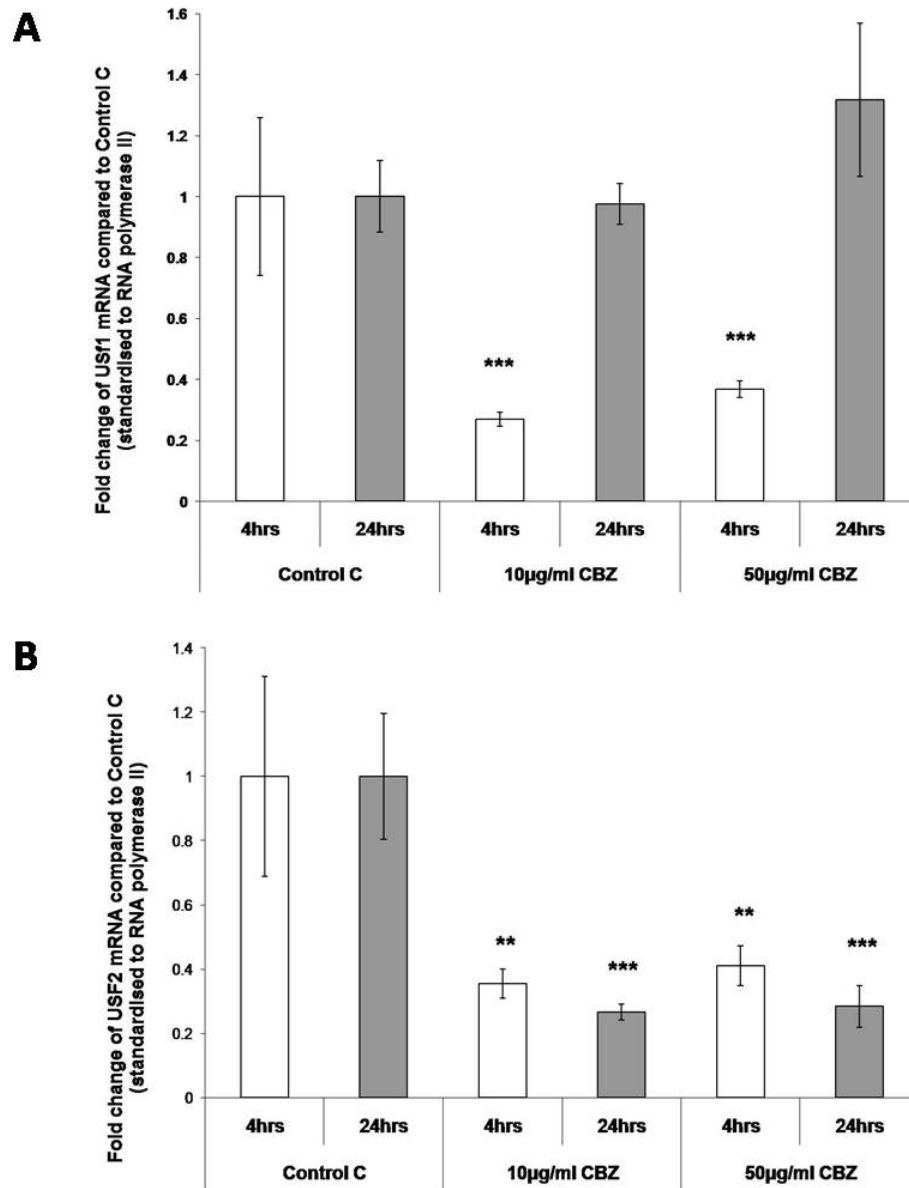 A
Fold change of USf1 mRNA compared to Control C
(standardised to RNA polymerase II)
1.6
1.4
1.2
1
0.8
0.6
0.4
0.2
0
***
***
4hrs 24hrs 4hrs 24hrs 4hrs 24hrs
Control C 10µg/ml CBZ 50µg/ml CBZ
B
Fold change of USF2 mRNA compared to Control C
(standardised to RNA polymerase II)
1.4
1.2
1
0.8
0.6
0.4
0.2
0
**
***
**
***
4hrs 24hrs 4hrs 24hrs 4hrs 24hrs
Control C 10µg/ml CBZ 50µg/ml CBZ